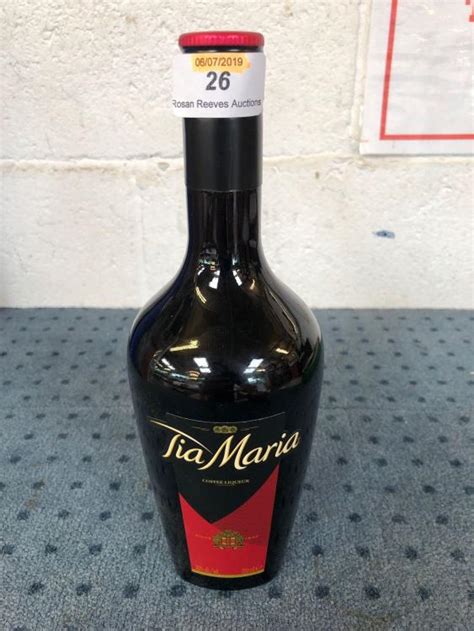 06/07/2019
26
Rosan Reeves Auctions
Tia Maria
COFFEE LIQUEUR